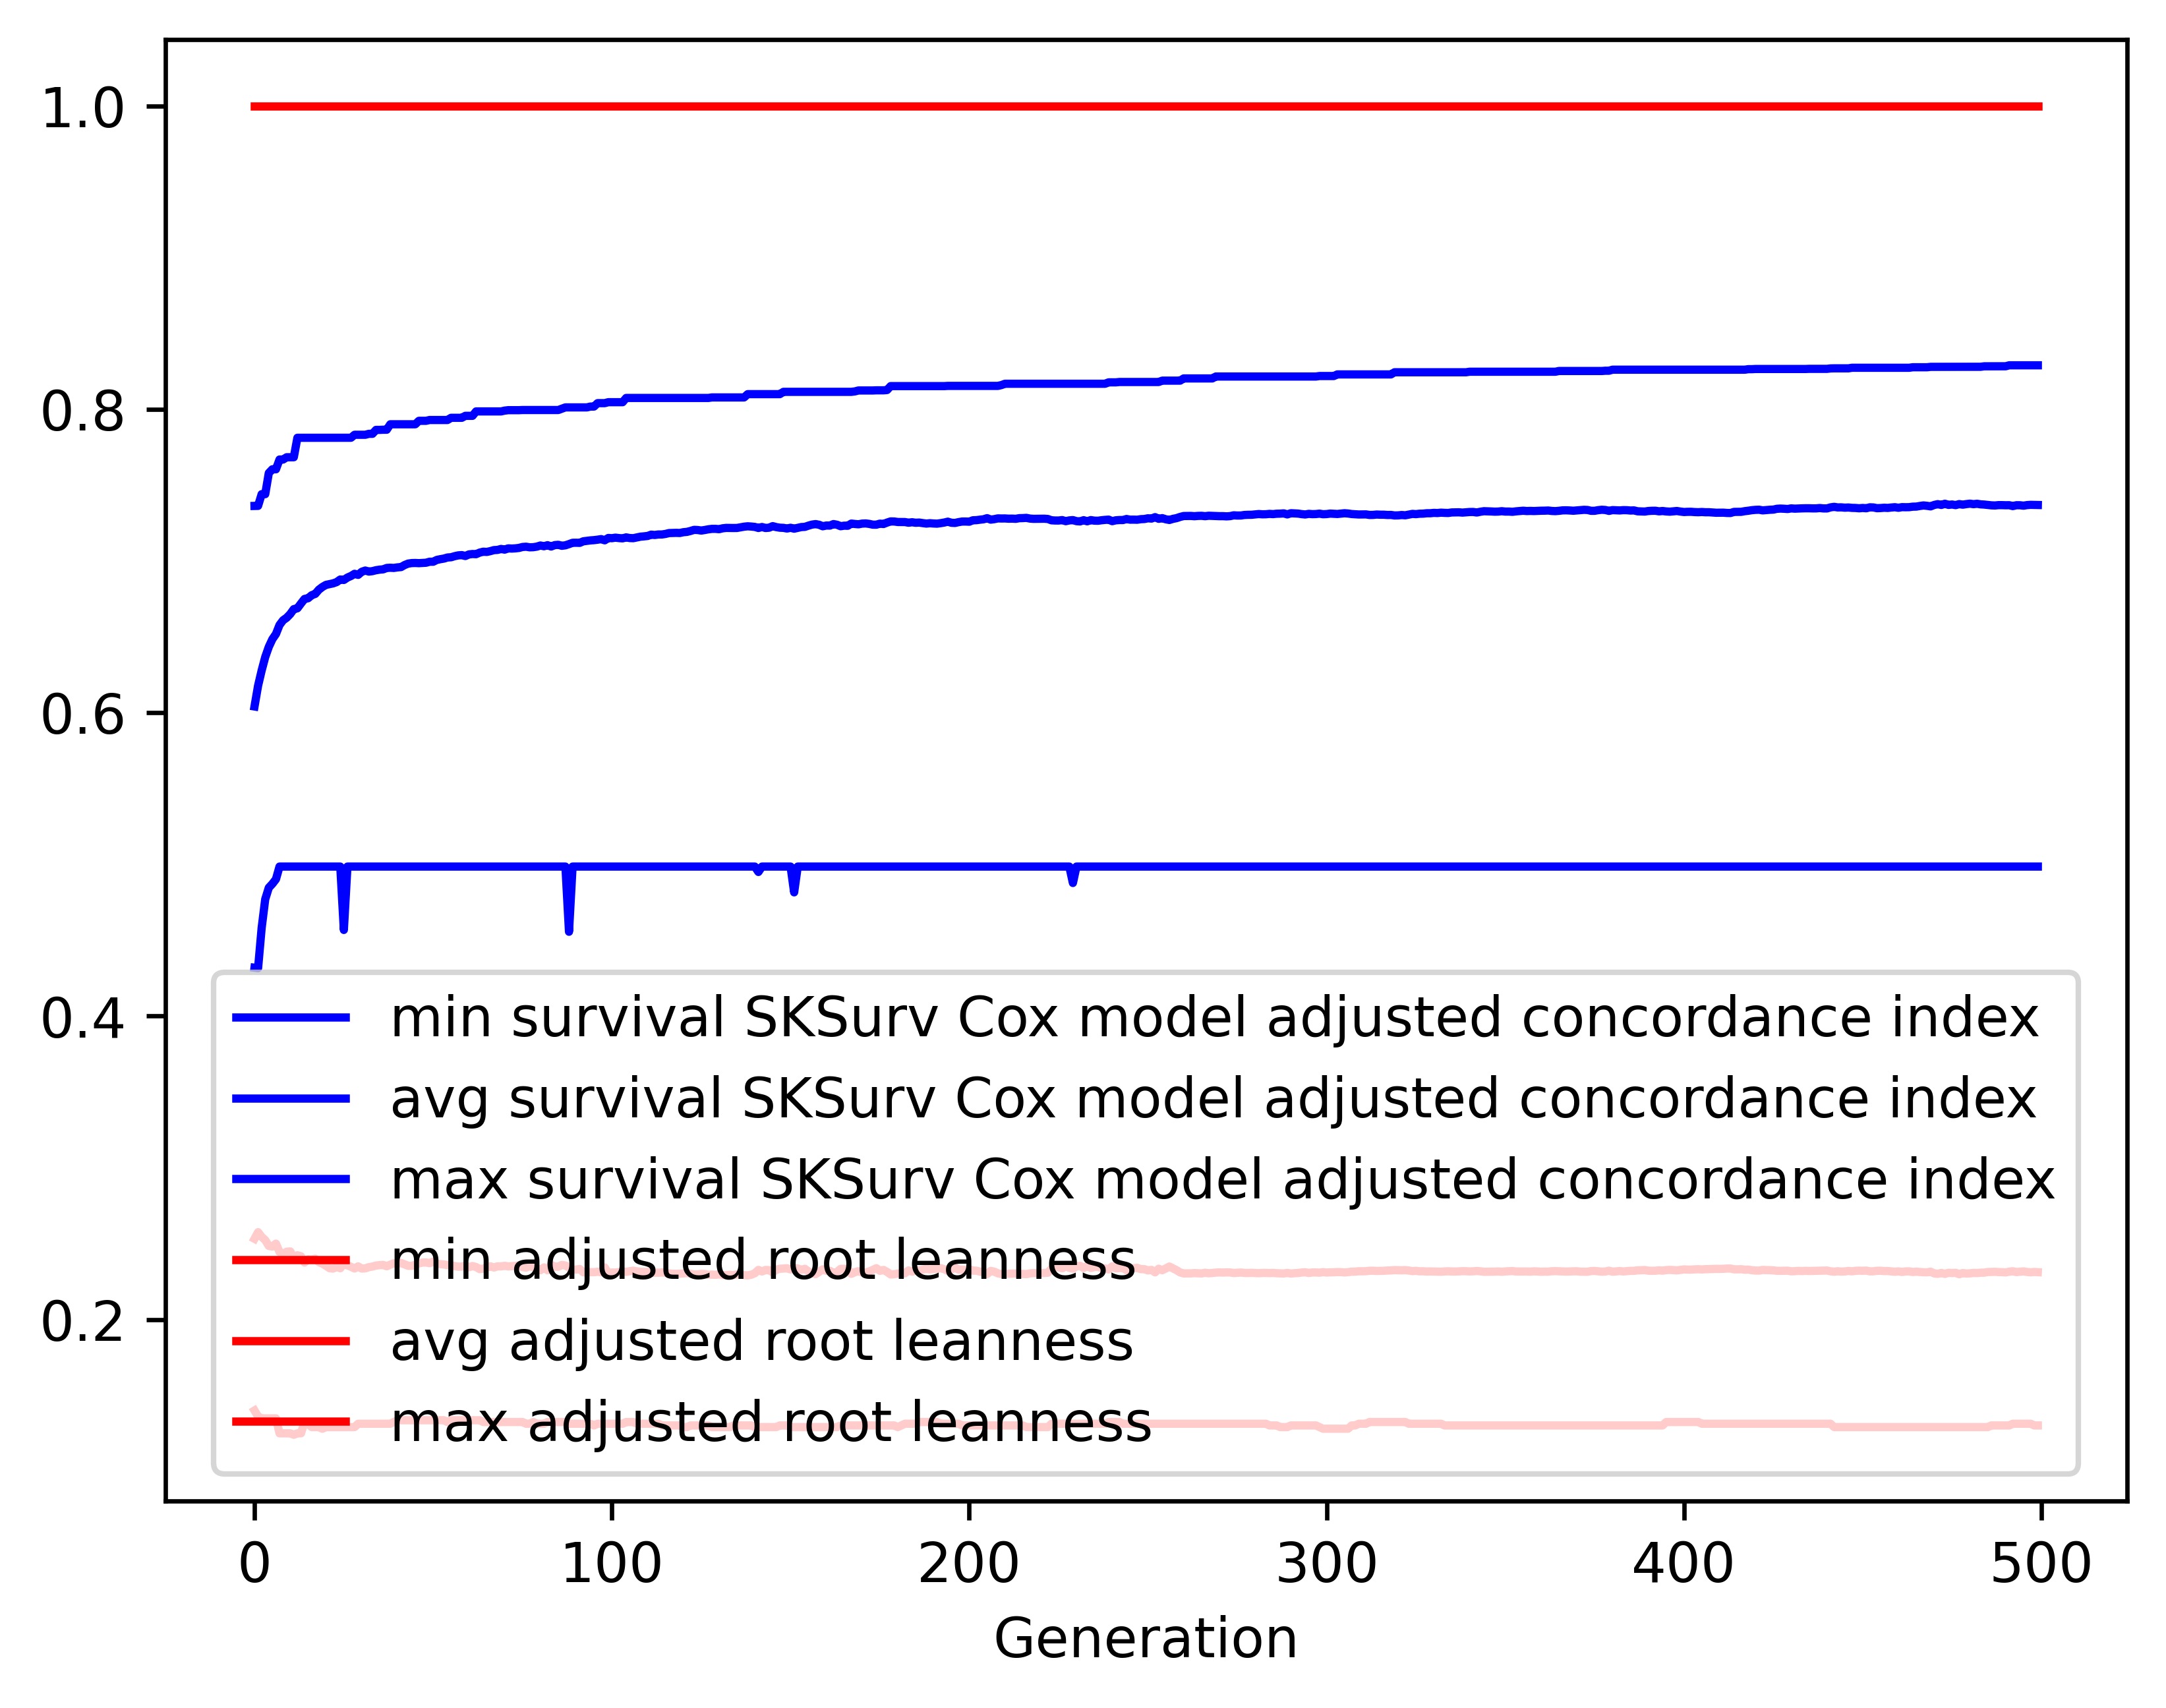 1.0
0.8
0.6
0.4
0.2
min survival SKSurv Cox model adjusted concordance index
avg survival SKSurv Cox model adjusted concordance index
max survival SKSurv Cox model adjusted concordance index
min adjusted root leanness
avg adjusted root leanness
max adjusted root leanness
0 100 200 300 400 500
Generation